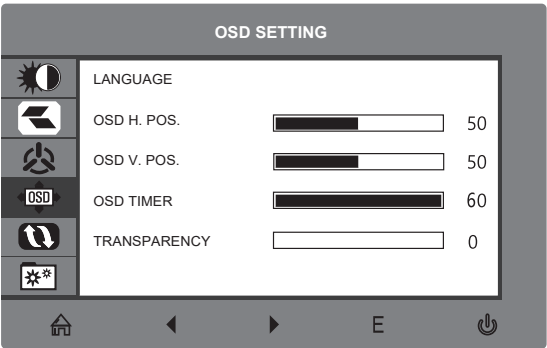 OSD SETTING
LANGUAGE
OSD H. POS. 50
OSD V. POS. 50
OSD OSD TIMER 60
TRANSPARENCY 0
E